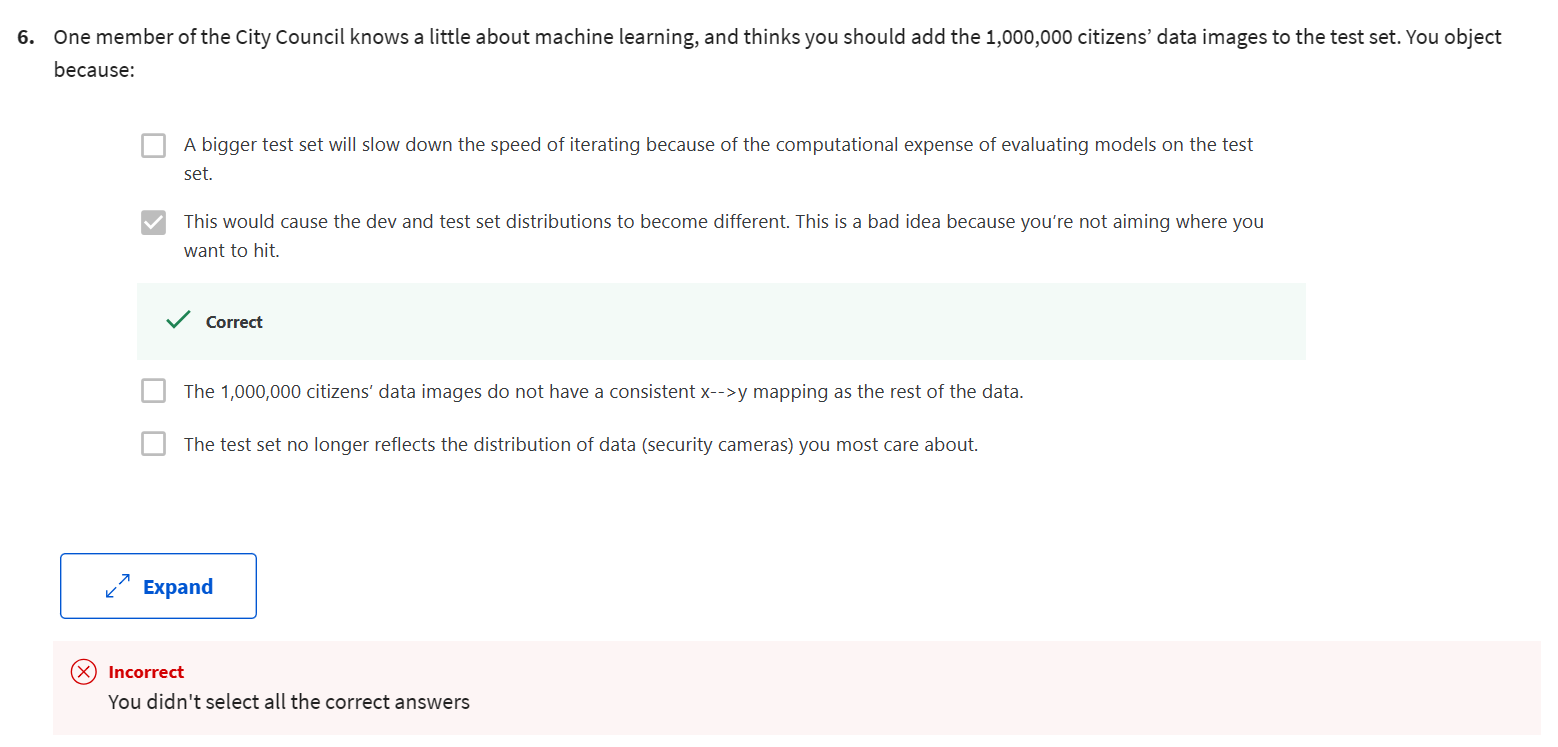 6. One member of the City Council knows a little about machine learning, and thinks you should add the 1,000,000 citizens’ data images to the test set. You object
because:
A bigger test set will slow down the speed of iterating because of the computational expense of evaluating models on the test
set.
This would cause the dev and test set distributions to become different. This is a bad idea because you’re not aiming where you
want to hit.
Correct
The 1,000,000 citizens’ data images do not have a consistent x-->y mapping as the rest of the data.
The test set no longer reflects the distribution of data (security cameras) you most care about.
Expand
Incorrect
You didn't select all the correct answers